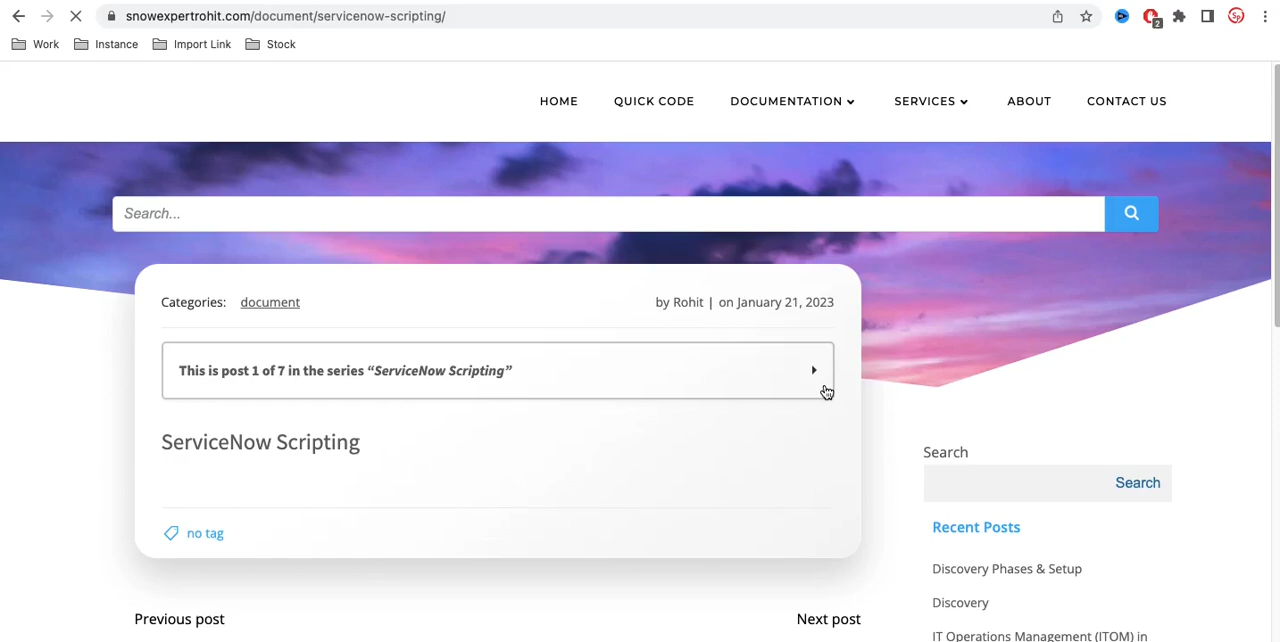 snowexpertrohit.com/document/servicenow-scripting/
2
Sp
Work Instance Import Link Stock
HOME QUICK CODE DOCUMENTATION SERVICES ABOUT CONTACT US
Search...
Categories: document by Rohit | on January 21, 2023
This is post 1 of 7 in the series “ServiceNow Scripting”
ServiceNow Scripting
no tag
Previous post Next post
Search
Search
Recent Posts
Discovery Phases & Setup
Discovery
IT Operations Management (ITOM) in